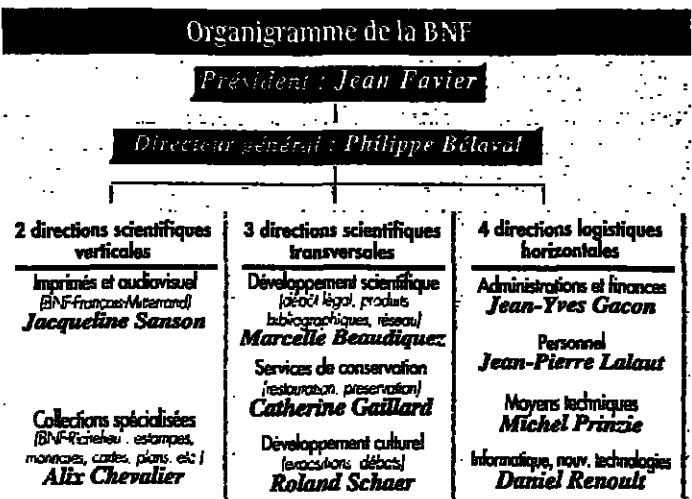 Organigramme de la BNF
Président : Jean Favier
Directeur général : Philippe Bélaval
2 directions scientifiques
verticales
Imprimés et audiovisuel
(BNF-François-Mitterrand)
Jacqueline Sanson
Collections spécialisées
(BNF-Richelieu : estampes,
monnaies, cartes, plans, etc.)
Alix Chevalier
3 directions scientifiques
transversales
Développement scientifique
(dépôt légal, produits
bibliographiques, réseau)
Marcelle Beaudiquez
Services de conservation
(restauration, preservation)
Catherine Gaillard
Développement culturel
(expositions, débats)
Roland Schaer
4 directions logistiques
horizontales
Administrations et finances
Jean-Yves Gacon
Personnel
Jean-Pierre Lalaut
Moyens techniques
Michel Prinzie
Informatique, nouv. technologies
Daniel Renoult